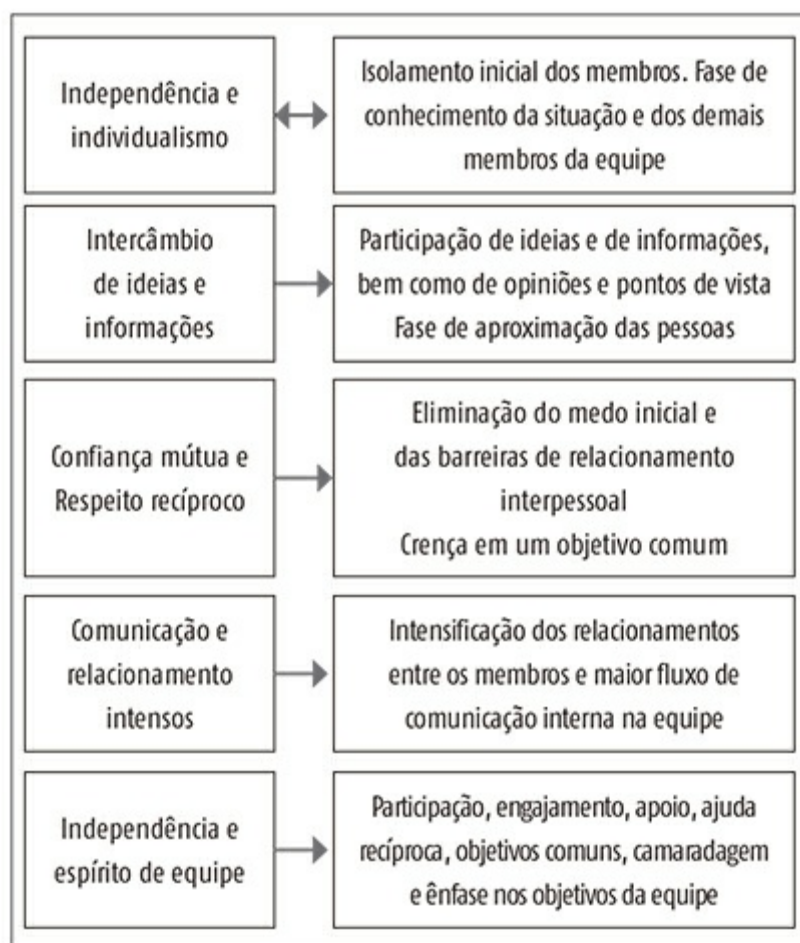 Independência e
individualismo
Isolamento inicial dos membros. Fase de
conhecimento da situação e dos demais
membros da equipe
Intercâmbio
de ideias e
informações
Participação de ideias e de informações,
bem como de opiniões e pontos de vista
Fase de aproximação das pessoas
Confiança mútua e
Respeito recíproco
Eliminação do medo inicial e
das barreiras de relacionamento
interpessoal
Crença em um objetivo comum
Comunicação e
relacionamento
intensos
Intensificação dos relacionamentos
entre os membros e maior fluxo de
comunicação interna na equipe
Independência e
espírito de equipe
Participação, engajamento, apoio, ajuda
recíproca, objetivos comuns, camaradagem
e ênfase nos objetivos da equipe